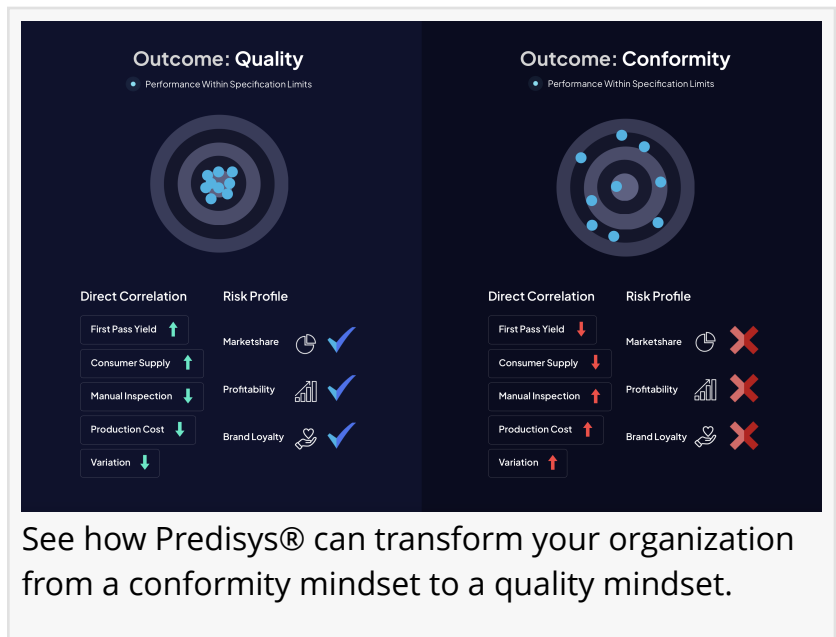 Outcome: Quality
Performance Within Specification Limits
Direct Correlation
First Pass Yield
Consumer Supply
Manual Inspection
Production Cost
Variation
Risk Profile
Marketshare
Profitability
Brand Loyalty
Outcome: Conformity
Performance Within Specification Limits
Direct Correlation
First Pass Yield
Consumer Supply
Manual Inspection
Production Cost
Variation
Risk Profile
Marketshare
Profitability
Brand Loyalty
See how Predisys® can transform your organization
from a conformity mindset to a quality mindset.